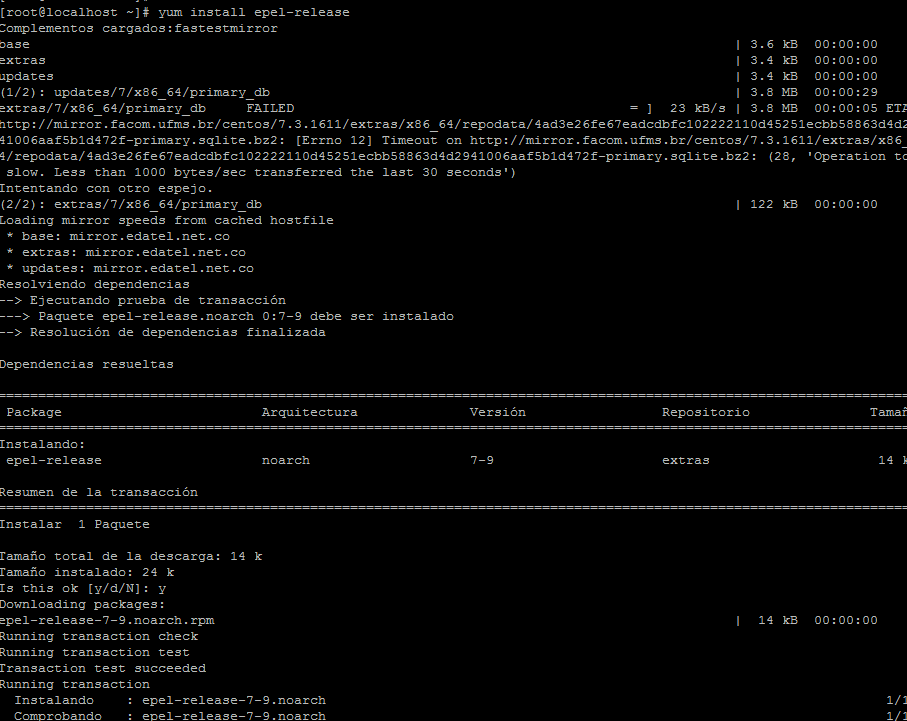 [root@localhost ~]# yum install epel-release
Complementos cargados:fastestmirror
base | 3.6 kB 00:00:00
extras | 3.4 kB 00:00:00
updates | 3.4 kB 00:00:00
(1/2): updates/7/x86_64/primary_db | 3.8 MB 00:00:29
extras/7/x86_64/primary_db FAILED = ] 23 kB/s | 3.8 MB 00:00:05 ETA
http://mirror.facom.ufms.br/centos/7.3.1611/extras/x86_64/repodata/4ad3e26fe67eadcdbfc102222110d45251ecbb58863d4d2
41006aaf5b1d472f-primary.sqlite.bz2: [Errno 12] Timeout on http://mirror.facom.ufms.br/centos/7.3.1611/extras/x86_
4/repodata/4ad3e26fe67eadcdbfc102222110d45251ecbb58863d4d2941006aaf5b1d472f-primary.sqlite.bz2: (28, 'Operation to
slow. Less than 1000 bytes/sec transferred the last 30 seconds')
Intentando con otro espejo.
(2/2): extras/7/x86_64/primary_db | 122 kB 00:00:00
Loading mirror speeds from cached hostfile
* base: mirror.edatel.net.co
* extras: mirror.edatel.net.co
* updates: mirror.edatel.net.co
Resolviendo dependencias
--> Ejecutando prueba de transacción
---> Paquete epel-release.noarch 0:7-9 debe ser instalado
--> Resolución de dependencias finalizada
Dependencias resueltas
Package Arquitectura Versión Repositorio Tamañ
Instalando:
epel-release noarch 7-9 extras 14 k
Resumen de la transacción
Instalar 1 Paquete
Tamaño total de la descarga: 14 k
Tamaño instalado: 24 k
Is this ok [y/d/N]: y
Downloading packages:
epel-release-7-9.noarch.rpm | 14 kB 00:00:00
Running transaction check
Running transaction test
Transaction test succeeded
Running transaction
Instalando : epel-release-7-9.noarch 1/1
Comprobando : epel-release-7-9.noarch 1/1